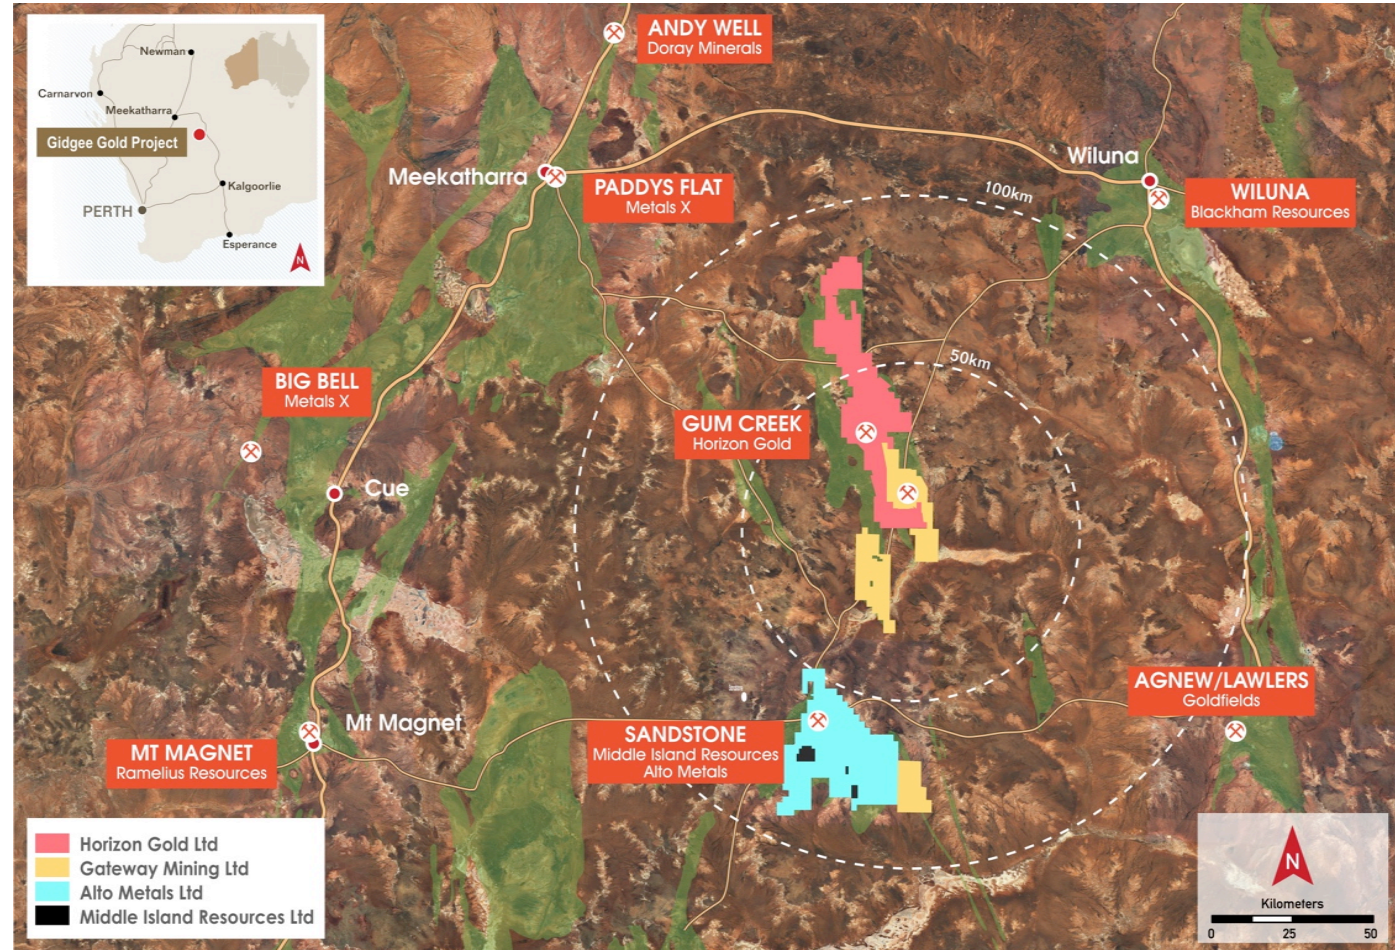 Newman
Carnarvon
Meekatharra
Gidgee Gold Project
Kalgoorlie
PERTH
Esperance
N
ANDY WELL
Doray Minerals
Meekatharra
PADDYS FLAT
Metals X
Wiluna
WILUNA
Blackham Resources
100km
50km
BIG BELL
Metals X
GUM CREEK
Horizon Gold
Cue
AGNEW/LAWLERS
Goldfields
Mt Magnet
MT MAGNET
Ramelius Resources
SANDSTONE
Middle Island Resources
Alto Metals
Horizon Gold Ltd
Gateway Mining Ltd
Alto Metals Ltd
Middle Island Resources Ltd
N
Kilometers
0 25 50